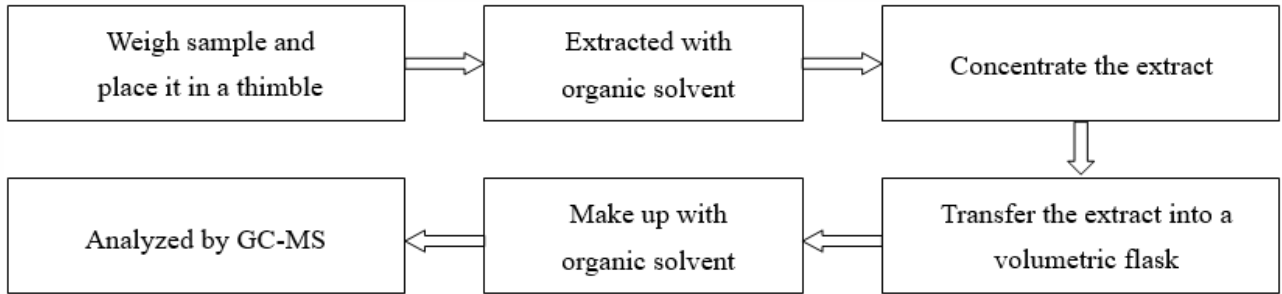 Weigh sample and
place it in a thimble
Extracted with
organic solvent
Concentrate the extract
Transfer the extract into a
volumetric flask
Make up with
organic solvent
Analyzed by GC-MS